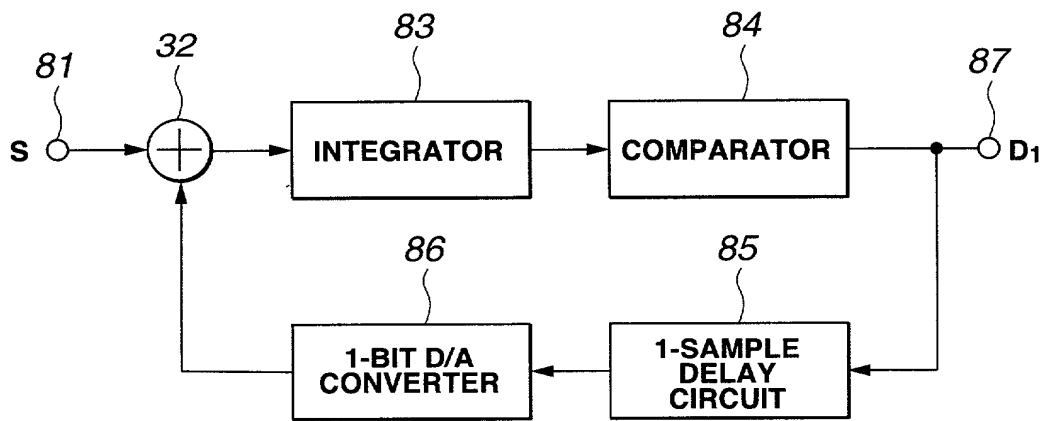 81
32
83
84
87
S
INTEGRATOR
COMPARATOR
D1
86
85
1-BIT D/A
CONVERTER
1-SAMPLE
DELAY
CIRCUIT